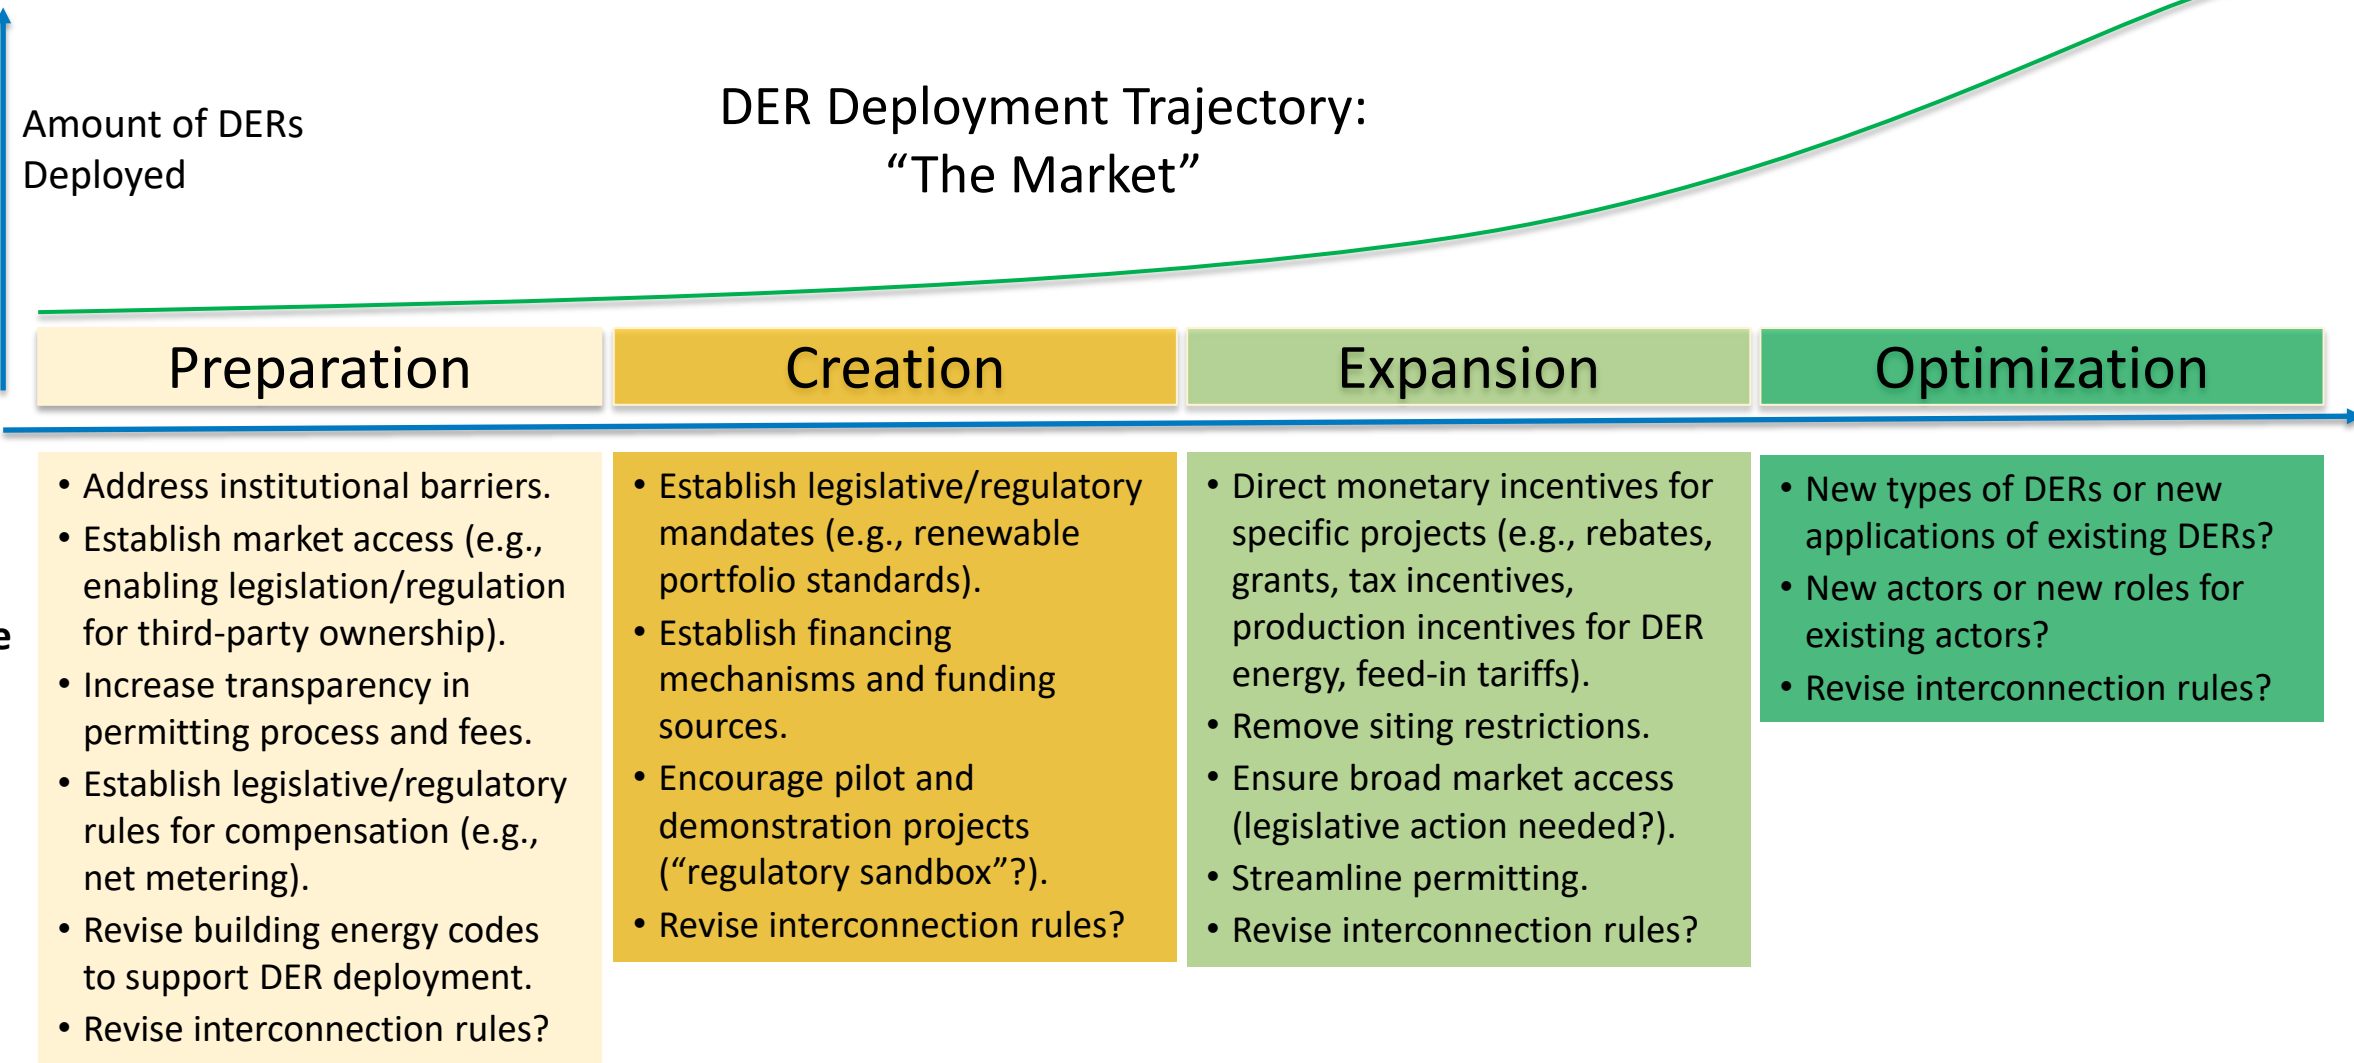 Amount of DERs
Deployed
DER Deployment Trajectory:
“The Market”
Preparation
Creation
Expansion
Optimization
• Address institutional barriers.
• Establish market access (e.g.,
enabling legislation/regulation
for third-party ownership).
• Increase transparency in
permitting process and fees.
• Establish legislative/regulatory
rules for compensation (e.g.,
net metering).
• Revise building energy codes
to support DER deployment.
• Revise interconnection rules?
• Establish legislative/regulatory
mandates (e.g., renewable
portfolio standards).
• Establish financing
mechanisms and funding
sources.
• Encourage pilot and
demonstration projects
(“regulatory sandbox”?).
• Revise interconnection rules?
• Direct monetary incentives for
specific projects (e.g., rebates,
grants, tax incentives,
production incentives for DER
energy, feed-in tariffs).
• Remove siting restrictions.
• Ensure broad market access
(legislative action needed?).
• Streamline permitting.
• Revise interconnection rules?
• New types of DERs or new
applications of existing DERs?
• New actors or new roles for
existing actors?
• Revise interconnection rules?